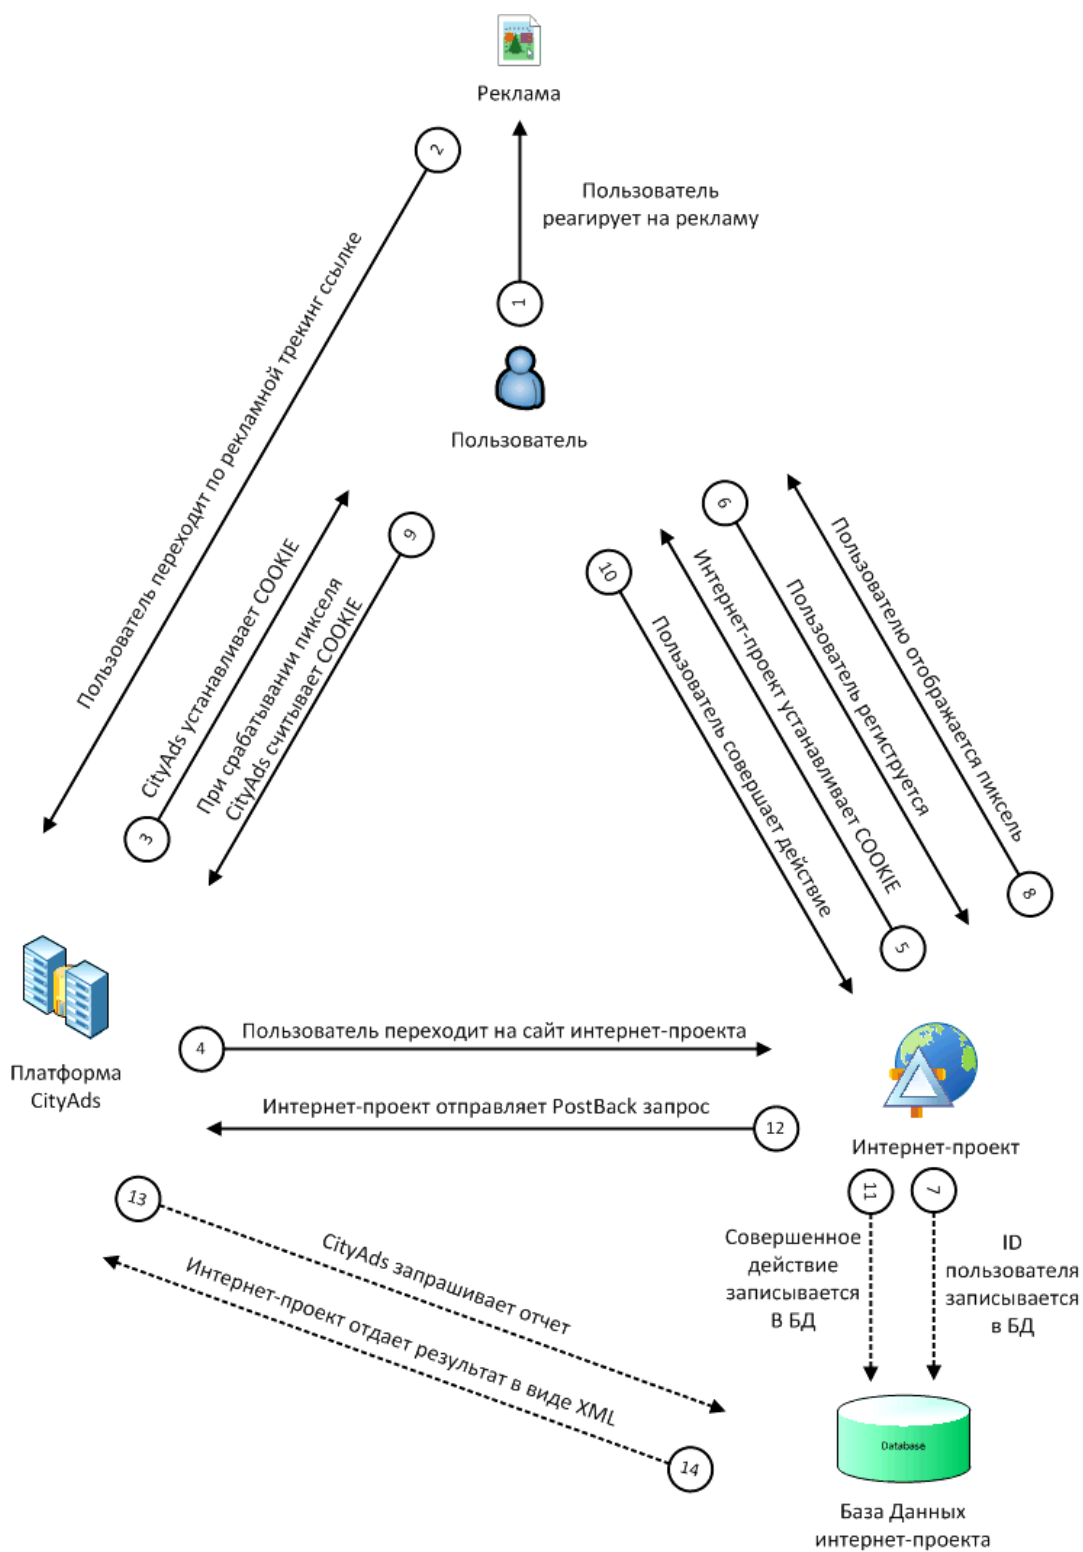 Реклама
2
Пользователь
реагирует на рекламу
1
Пользователь
Пользователь переходит по рекламной трекинг ссылке
CityAds устанавливает COOKIE
3
9
При срабатывании пикселя
CityAds считывает COOKIE
10
Пользователь совершает действие
Интернет-проект устанавливает COOKIE
5
6
Пользователь региструется
Пользователю отображается пиксель
8
Платформа
CityAds
4
Пользователь переходит на сайт интернет-проекта
Интернет-проект отправляет PostBack запрос
12
Интернет-проект
13
CityAds запрашивает отчет
Интернет-проект отдает результат в виде XML
14
11
7
Совершенное
действие
записывается
В БД
ID
пользователя
записывается
в БД
Database
База Данных
интернет-проекта